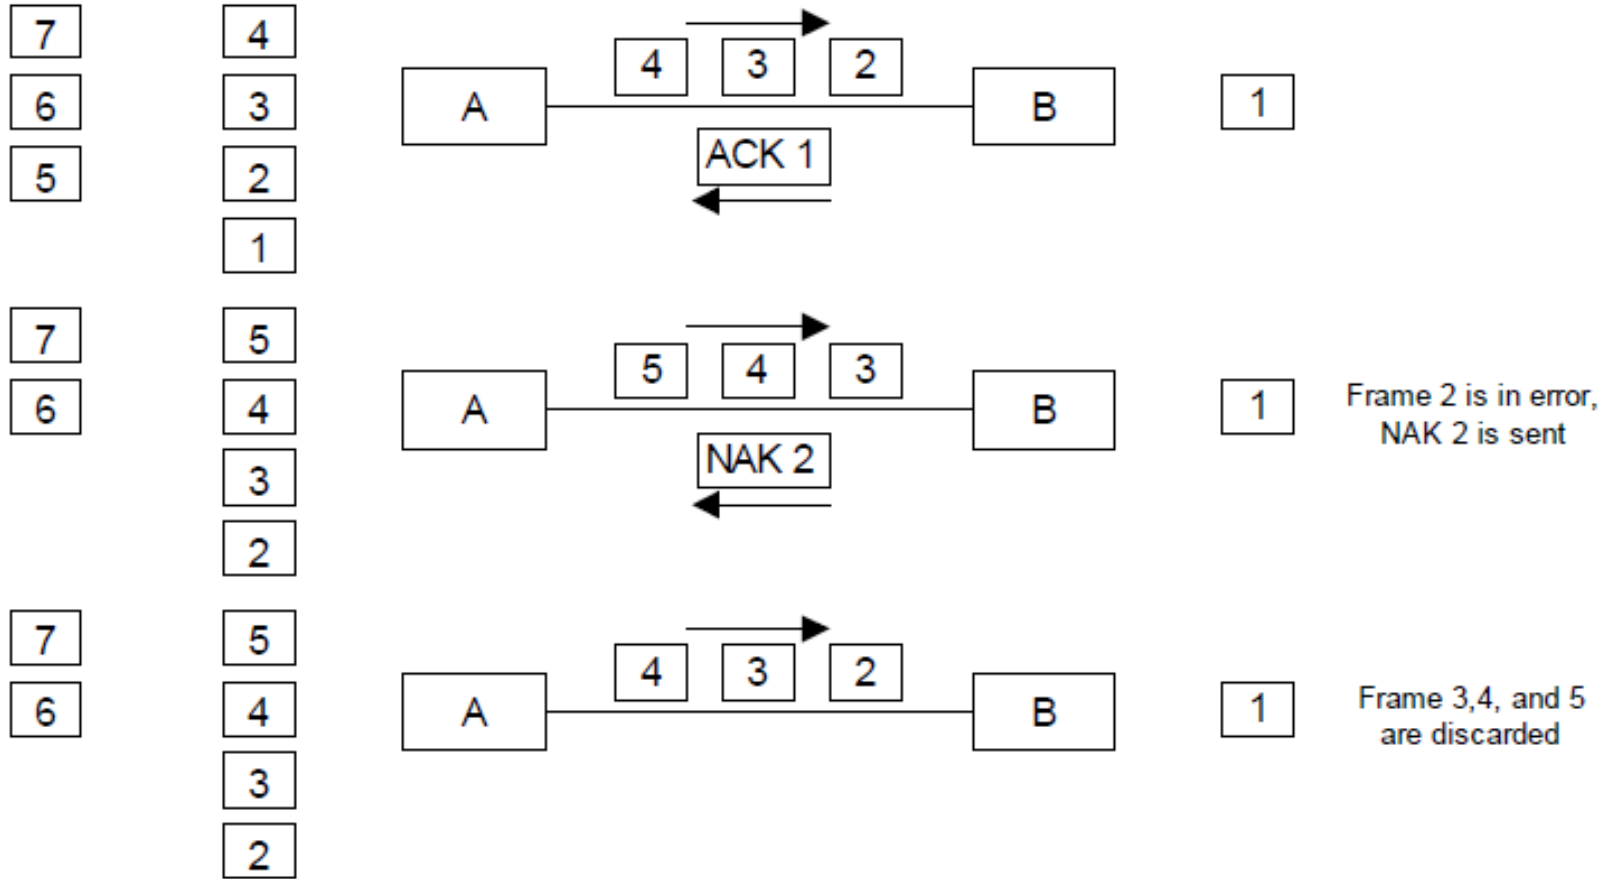 7 4 4 3 2
6 3 A B 1
5 2 ACK 1
1
7 5 5 4 3
6 4 A B 1 Frame 2 is in error,
NAK 2 is sent
3 NAK 2
2
7 5 4 3 2
6 4 A B 1 Frame 3,4, and 5
are discarded
3
2